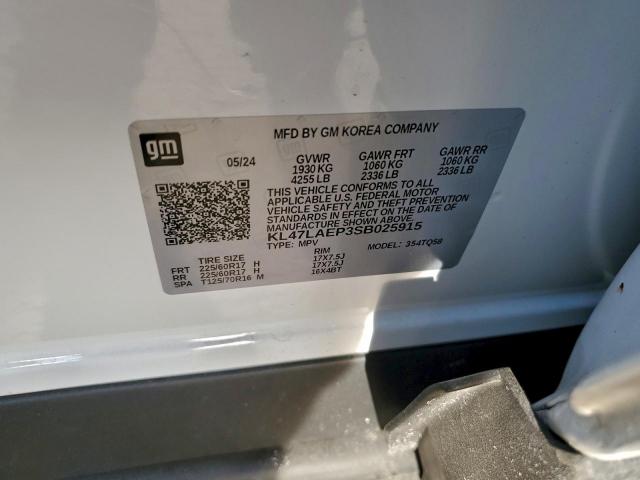 gm
MFD BY GM KOREA COMPANY
05/24 GVWR GAWR FRT GAWR RR
1930 KG 1060 KG 1060 KG
4255 LB 2336 LB 2336 LB
THIS VEHICLE CONFORMS TO ALL
APPLICABLE U.S. FEDERAL MOTOR
VEHICLE SAFETY AND THEFT PREVENTION
STANDARDS IN EFFECT ON THE DATE OF
MANUFACTURE SHOWN ABOVE.
KL47LAEP3SB025915
TYPE: MPV MODEL: 354TQ58
TIRE SIZE RIM
FRT 225/60R17 H 17X7.5J
RR 225/60R17 H 17X7.5J
SPA T125/70R16 M 16X4BT